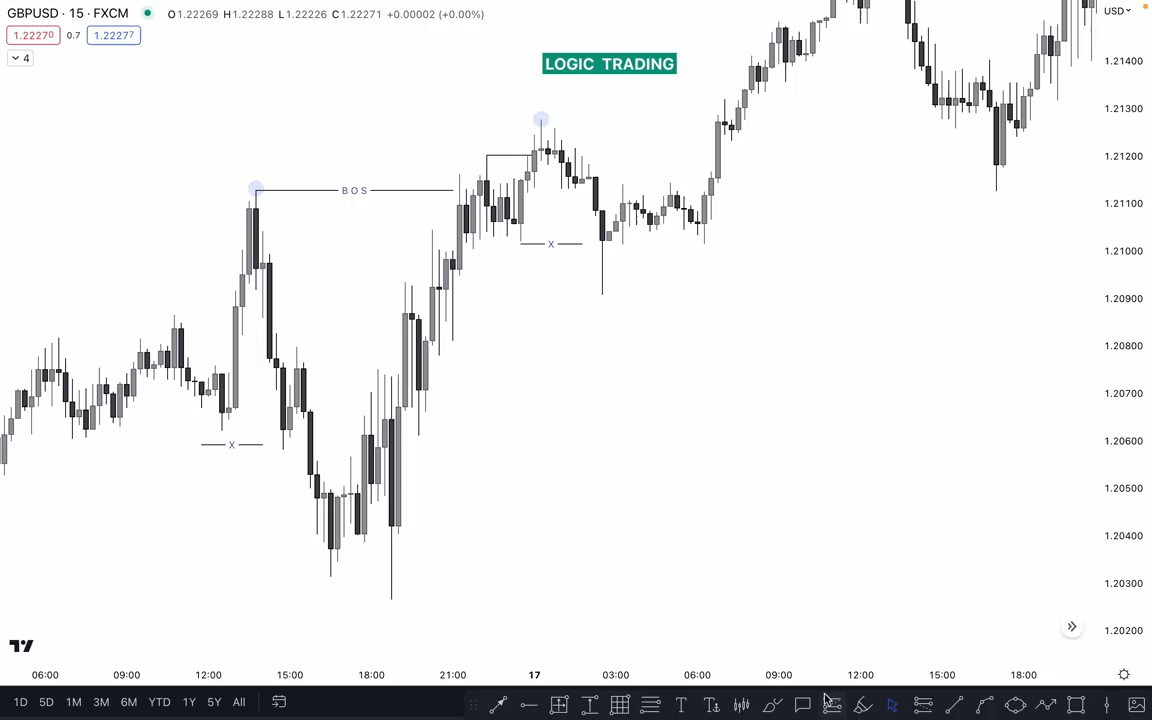 GBPUSD · 15 · FXCM O1.22269 H1.22288 L1.22226 C1.22271 +0.00002 (+0.00%)
USD
1.22270 0.7 1.22277
4
LOGIC TRADING
1.21400
1.21300
1.21200
1.21100
1.21000
1.20900
1.20800
1.20700
1.20600
1.20500
1.20400
1.20300
1.20200
BOS
X
X
06:00 09:00 12:00 15:00 18:00 21:00 17 03:00 06:00 09:00 12:00 15:00 18:00
1D 5D 1M 3M 6M YTD 1Y 5Y All